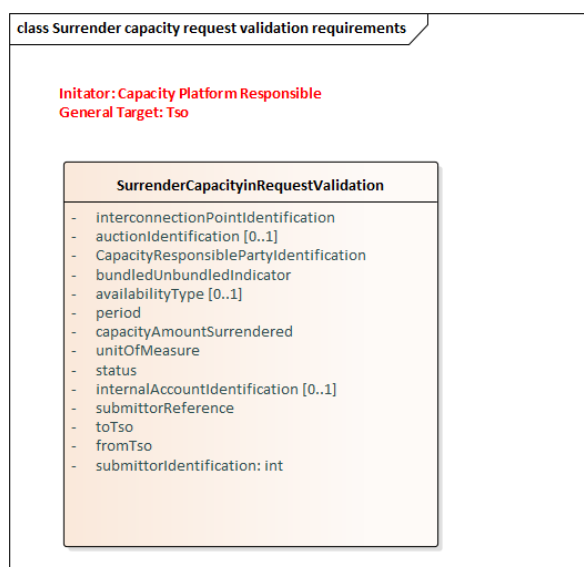 class Surrender capacity request validation requirements
Initator: Capacity Platform Responsible
General Target: Tso
SurrenderCapacityinRequestValidation
- interconnectionPointIdentification
- auctionIdentification [0..1]
- CapacityResponsiblePartyIdentification
- bundledUnbundledIndicator
- availabilityType [0..1]
- period
- capacityAmountSurrendered
- unitOfMeasure
- status
- internalAccountIdentification [0..1]
- submittorReference
- toTso
- fromTso
- submittorIdentification: int